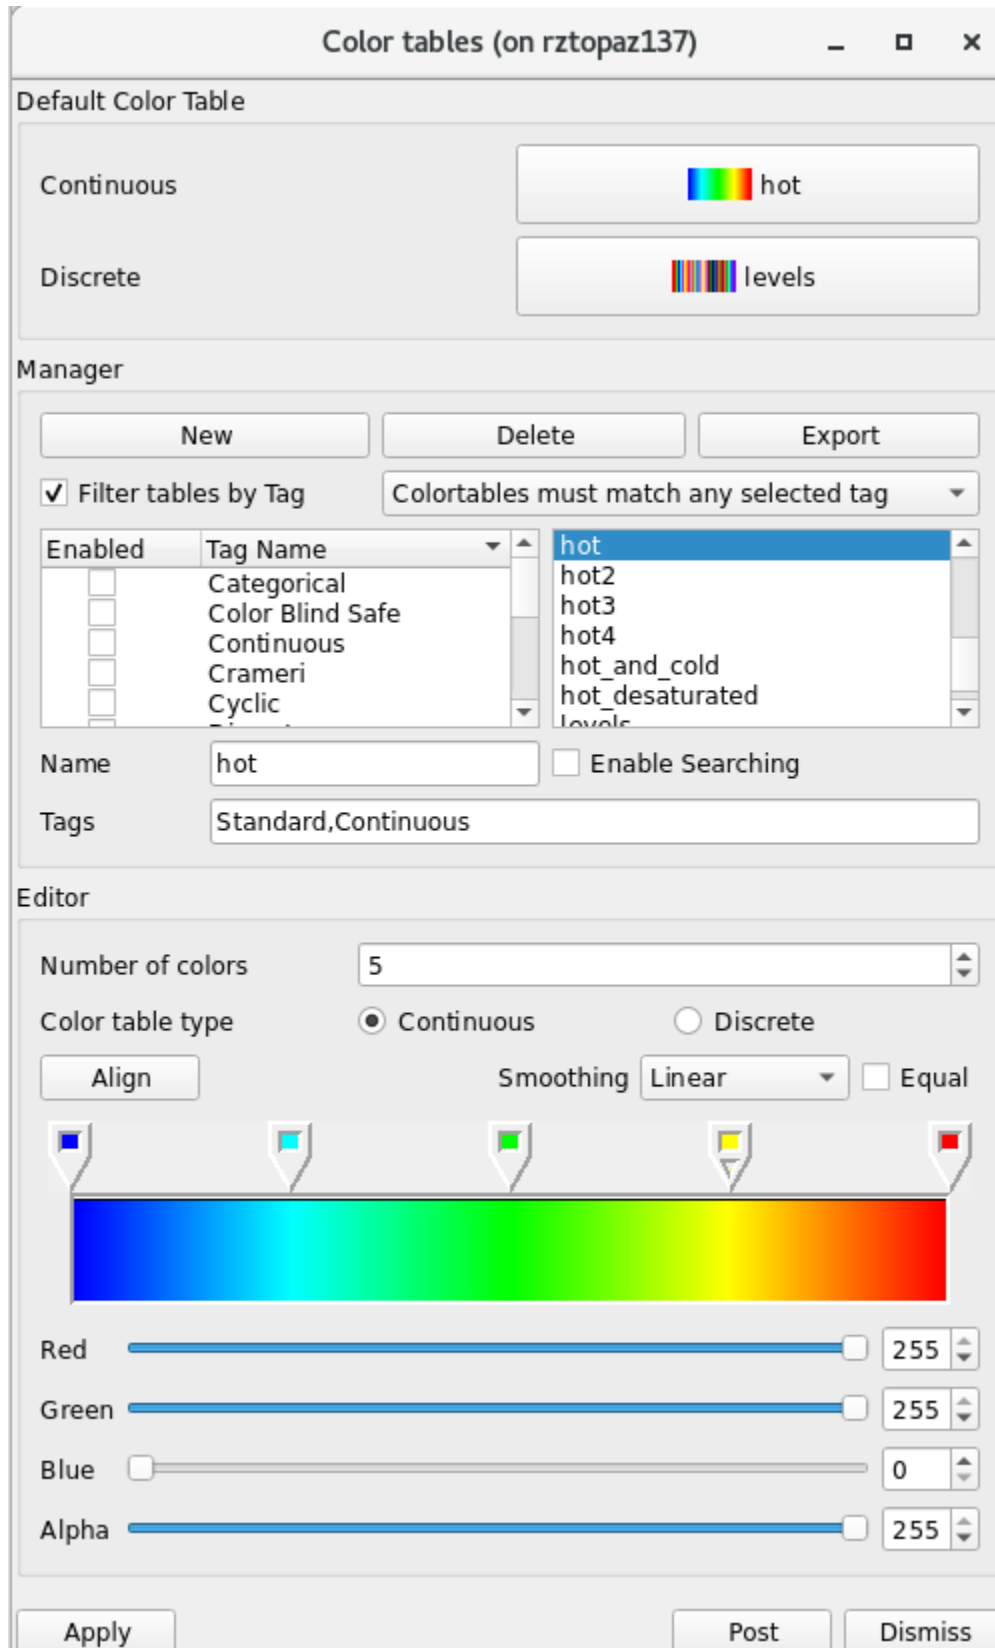 Color tables (on rztopaz137)
Default Color Table
Continuous hot
Discrete levels
Manager
New Delete Export
Filter tables by Tag Colortables must match any selected tag
Enabled Tag Name hot
Categorical hot2
Color Blind Safe hot3
Continuous hot4
Crameri hot_and_cold
Cyclic hot_desaturated
levels
Name hot Enable Searching
Tags Standard,Continuous
Editor
Number of colors 5
Color table type Continuous Discrete
Align Smoothing Linear Equal
Red 255
Green 255
Blue 0
Alpha 255
Apply Post Dismiss